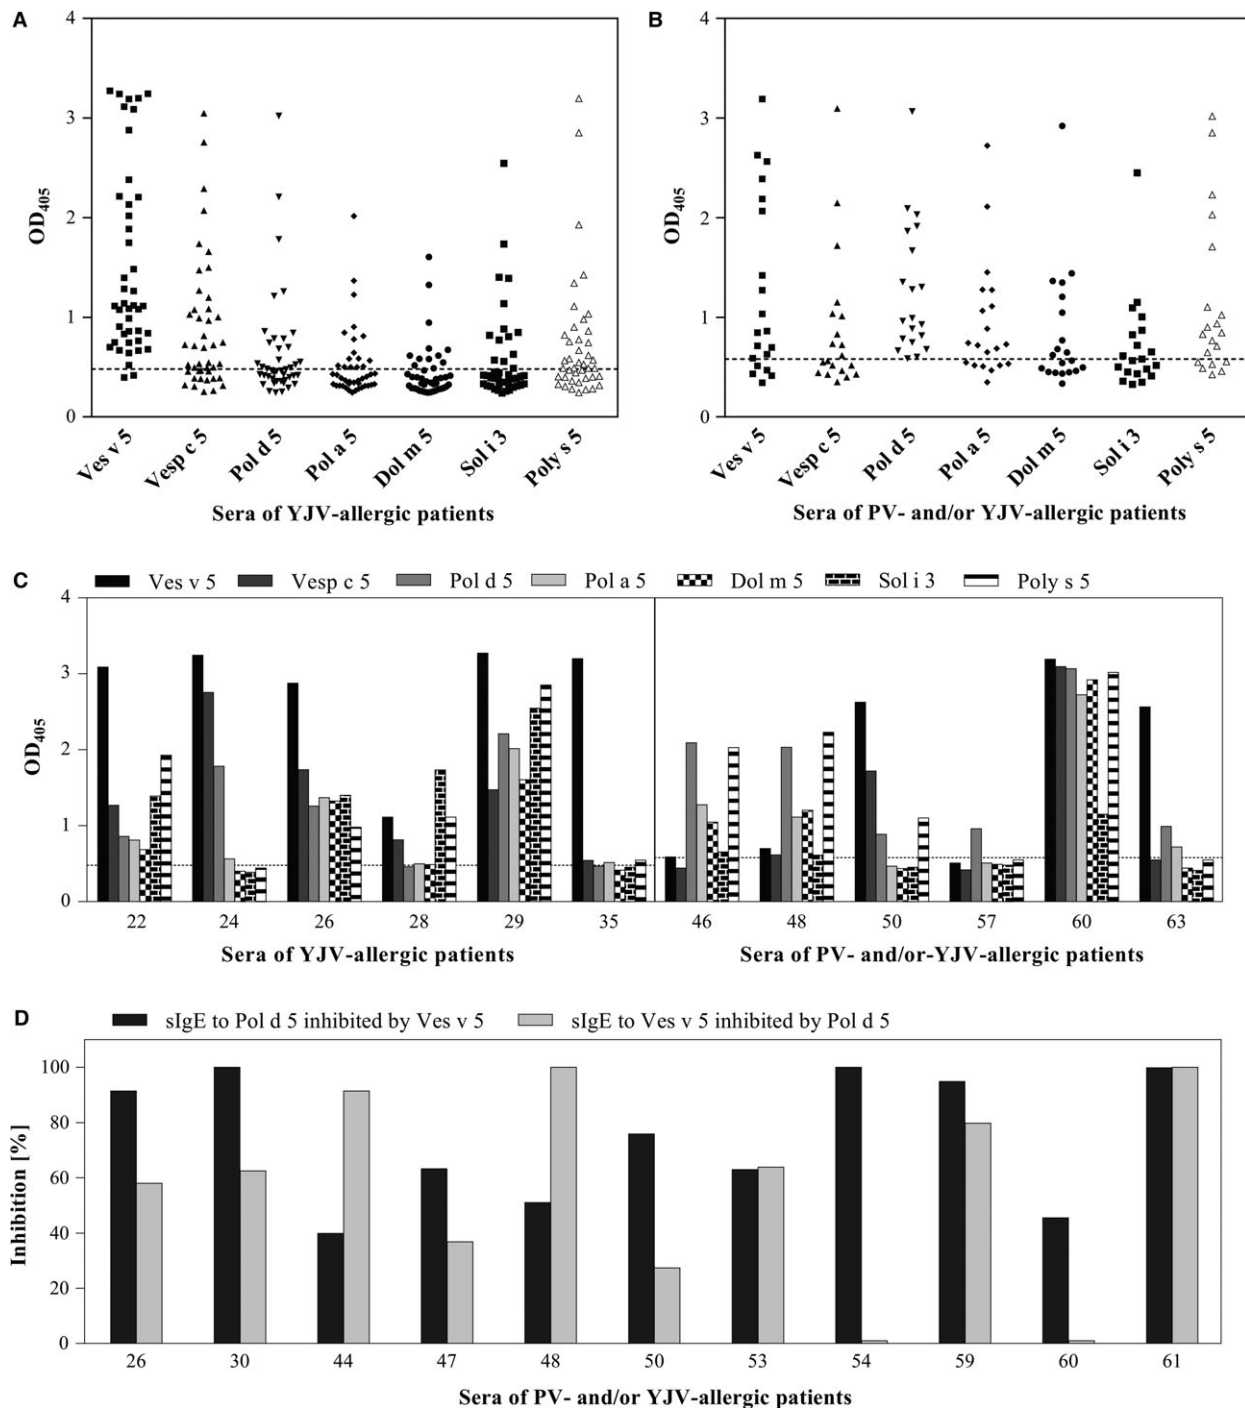 A
B
4
3
2
1
0
OD405
Ves v 5
Vesp c 5
Pol d 5
Pol a 5
Dol m 5
Sol i 3
Poly s 5
Sera of YJV-allergic patients
4
3
2
1
0
OD405
Ves v 5
Vesp c 5
Pol d 5
Pol a 5
Dol m 5
Sol i 3
Poly s 5
Sera of PV- and/or YJV-allergic patients
C
Ves v 5 Vesp c 5 Pol d 5 Pol a 5 Dol m 5 Sol i 3 Poly s 5
4
3
2
1
0
OD405
22 24 26 28 29 35 46 48 50 57 60 63
Sera of YJV-allergic patients Sera of PV- and/or-YJV-allergic patients
D
sIgE to Pol d 5 inhibited by Ves v 5 sIgE to Ves v 5 inhibited by Pol d 5
100
80
60
40
20
0
Inhibition [%]
26 30 44 47 48 50 53 54 59 60 61
Sera of PV- and/or YJV-allergic patients